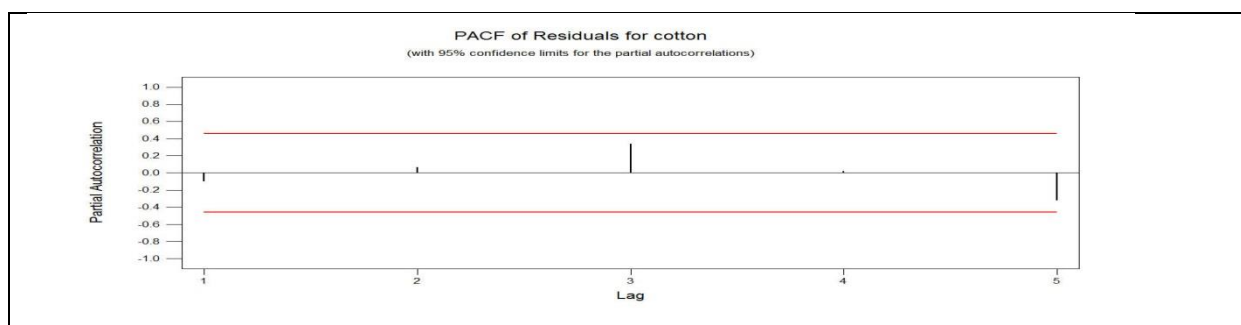 PACF of Residuals for cotton
(with 95% confidence limits for the partial autocorrelations)
Partial Autocorrelation
1.0
0.8
0.6
0.4
0.2
0.0
-0.2
-0.4
-0.6
-0.8
-1.0
1 2 3 4 5
Lag